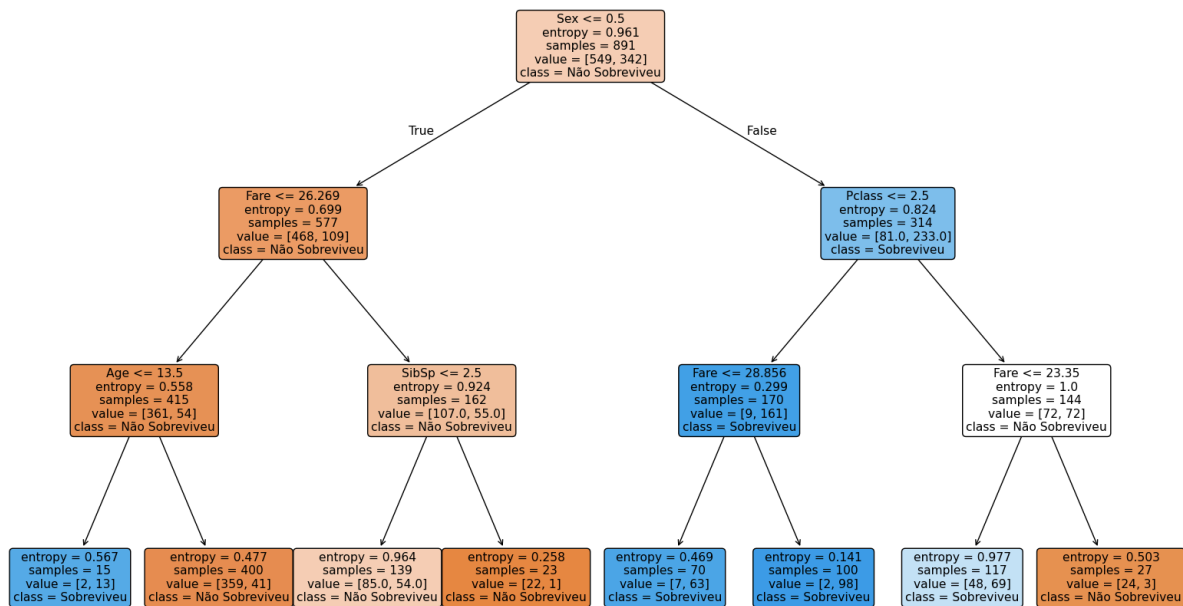 Sex <= 0.5
entropy = 0.961
samples = 891
value = [549, 342]
class = Não Sobreviveu
True
False
Fare <= 26.269
entropy = 0.699
samples = 577
value = [468, 109]
class = Não Sobreviveu
Pclass <= 2.5
entropy = 0.824
samples = 314
value = [81.0, 233.0]
class = Sobreviveu
Age <= 13.5
entropy = 0.558
samples = 415
value = [361, 54]
class = Não Sobreviveu
SibSp <= 2.5
entropy = 0.924
samples = 162
value = [107.0, 55.0]
class = Não Sobreviveu
Fare <= 28.856
entropy = 0.299
samples = 170
value = [9, 161]
class = Sobreviveu
Fare <= 23.35
entropy = 1.0
samples = 144
value = [72, 72]
class = Não Sobreviveu
entropy = 0.567
samples = 15
value = [2, 13]
class = Sobreviveu
entropy = 0.477
samples = 400
value = [359, 41]
class = Não Sobreviveu
entropy = 0.964
samples = 139
value = [85.0, 54.0]
class = Não Sobreviveu
entropy = 0.258
samples = 23
value = [22, 1]
class = Não Sobreviveu
entropy = 0.469
samples = 70
value = [7, 63]
class = Sobreviveu
entropy = 0.141
samples = 100
value = [2, 98]
class = Sobreviveu
entropy = 0.977
samples = 117
value = [48, 69]
class = Sobreviveu
entropy = 0.503
samples = 27
value = [24, 3]
class = Não Sobreviveu